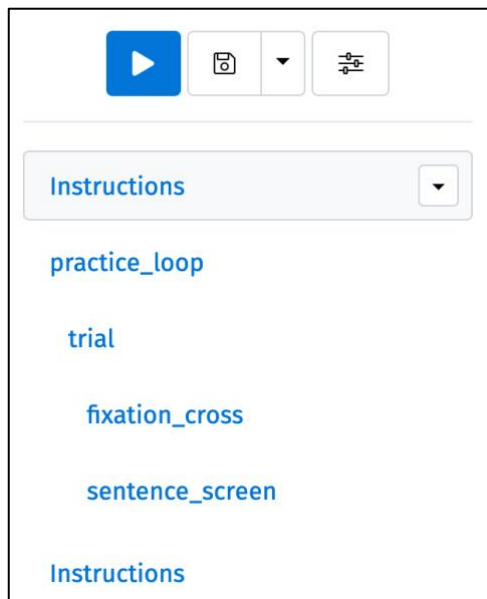 Instructions
practice_loop
trial
fixation_cross
sentence_screen
Instructions